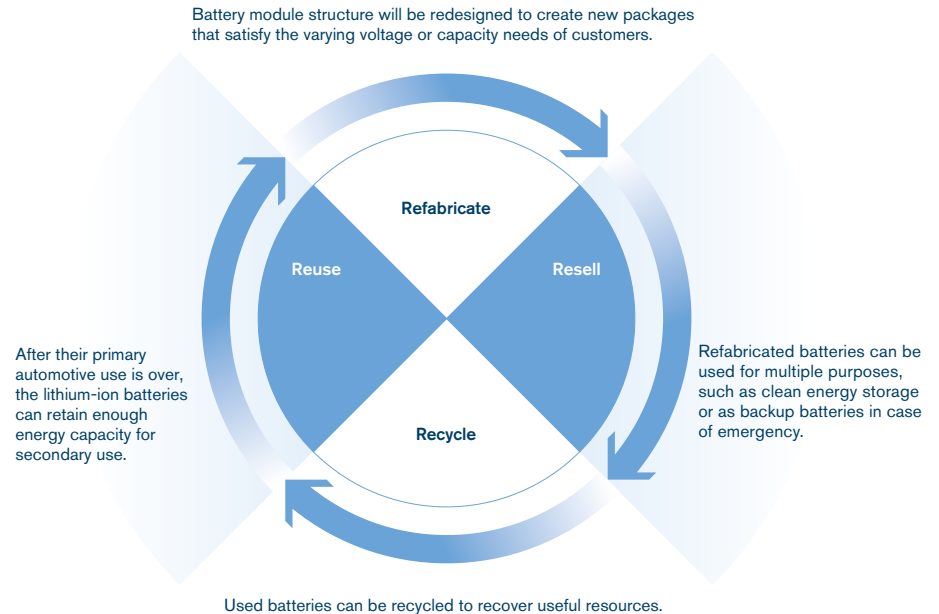 Battery module structure will be redesigned to create new packages
that satisfy the varying voltage or capacity needs of customers.
Refabricate
Reuse
Resell
After their primary
automotive use is over,
the lithium-ion batteries
can retain enough
energy capacity for
secondary use.
Refabricated batteries can be
used for multiple purposes,
such as clean energy storage
or as backup batteries in case
of emergency.
Recycle
Used batteries can be recycled to recover useful resources.